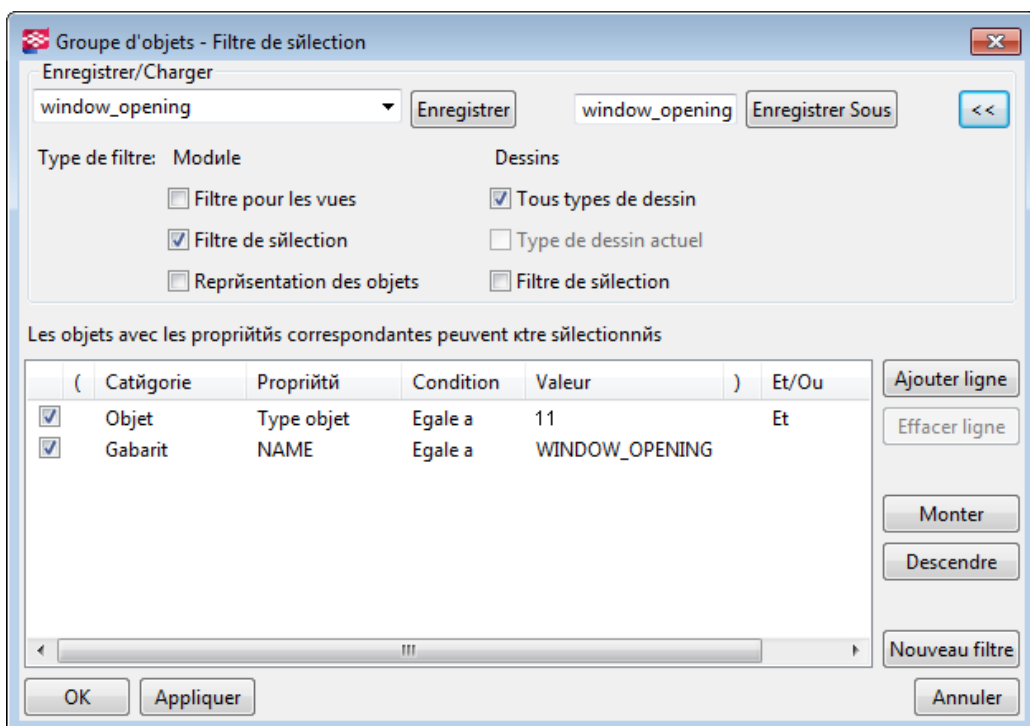 Groupe d'objets - Filtre de sйlection
Enregistrer/Charger
window_opening Enregistrer window_opening Enregistrer Sous <<
Type de filtre: Modиle Dessins
Filtre pour les vues Tous types de dessin
Filtre de sйlection Type de dessin actuel
Reprйsentation des objets Filtre de sйlection
Les objets avec les propriйtйs correspondantes peuvent кtre sйlectionnйs
( Catйgorie Propriйtй Condition Valeur ) Et/Ou Ajouter ligne
Objet Type objet Egale a 11 Et
Effacer ligne
Gabarit NAME Egale a WINDOW_OPENING
Monter
Descendre
Nouveau filtre
OK Appliquer Annuler